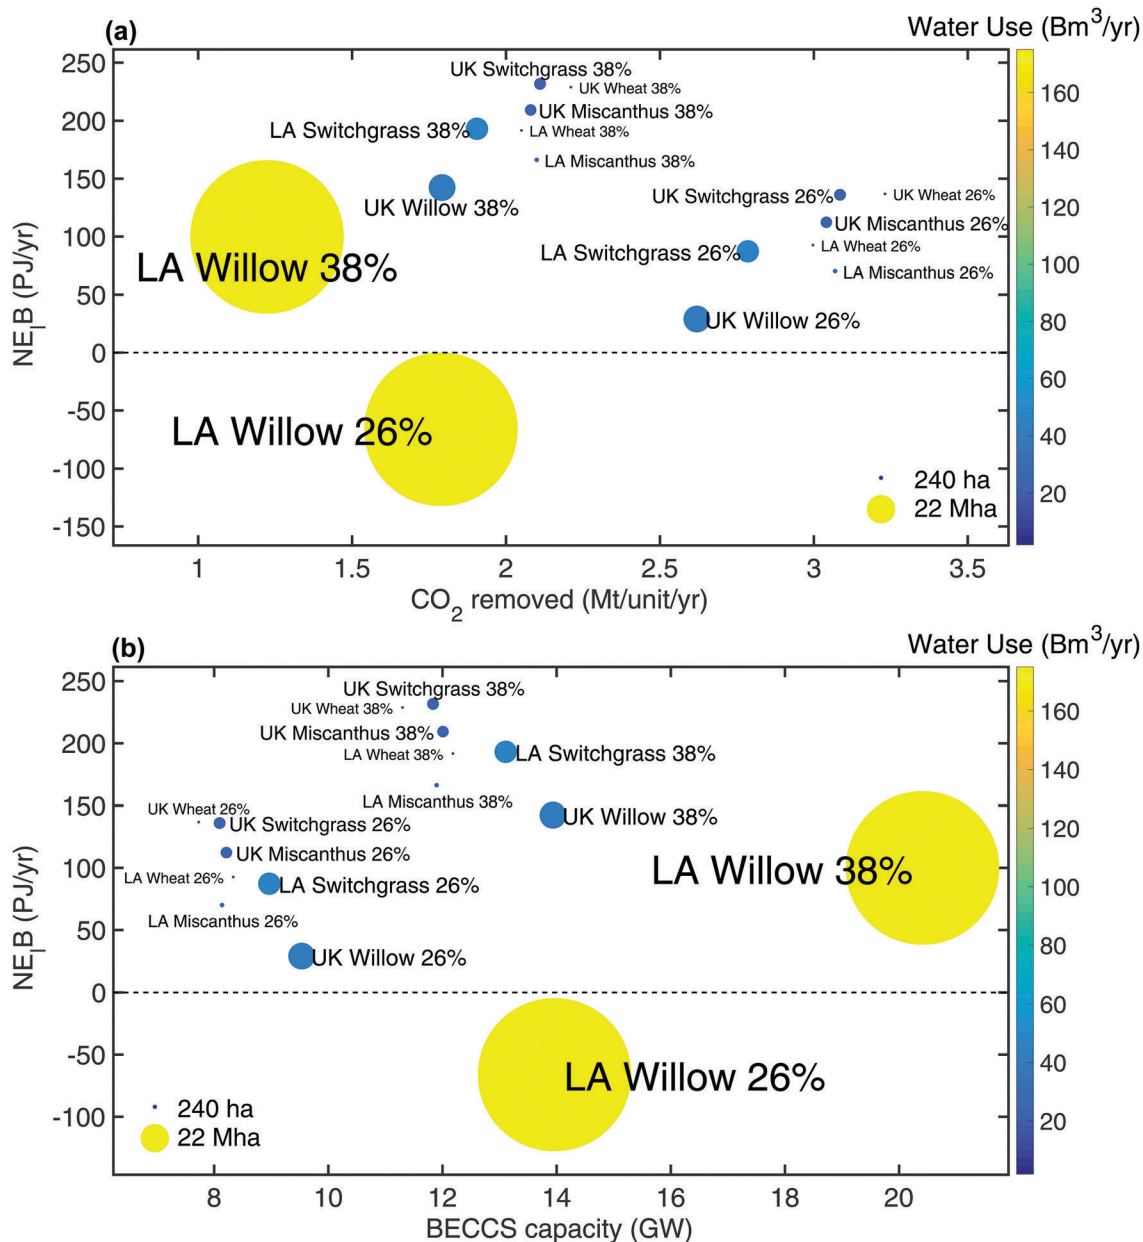 (a)
Water Use (Bm³/yr)
250
200
150
100
50
0
-50
-100
-150
NEIB (PJ/yr)
UK Switchgrass 38%
UK Wheat 38%
UK Miscanthus 38%
LA Switchgrass 38%
LA Wheat 38%
LA Miscanthus 38%
UK Willow 38%
LA Willow 38%
UK Switchgrass 26%
UK Wheat 26%
UK Miscanthus 26%
LA Switchgrass 26%
LA Wheat 26%
LA Miscanthus 26%
UK Willow 26%
LA Willow 26%
240 ha
22 Mha
160
140
120
100
80
60
40
20
1
1.5
2
2.5
3
3.5
CO₂ removed (Mt/unit/yr)
(b)
Water Use (Bm³/yr)
250
200
150
100
50
0
-50
-100
NEIB (PJ/yr)
UK Switchgrass 38%
UK Wheat 38%
UK Miscanthus 38%
LA Wheat 38%
LA Switchgrass 38%
LA Miscanthus 38%
UK Wheat 26%
UK Willow 38%
UK Switchgrass 26%
UK Miscanthus 26%
LA Willow 38%
LA Wheat 26%
LA Switchgrass 26%
LA Miscanthus 26%
UK Willow 26%
LA Willow 26%
240 ha
22 Mha
160
140
120
100
80
60
40
20
8
10
12
14
16
18
20
BECCS capacity (GW)